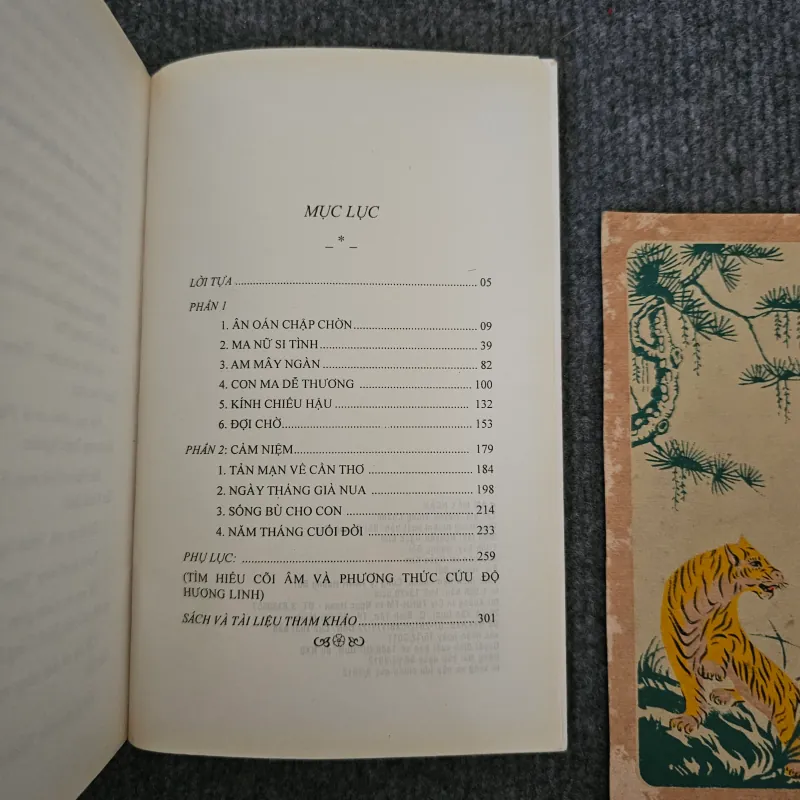 MỤC LỤC
_ * _
LỜI TỰA ........ 05
PHẦN 1
1. ÂN OÁN CHẬP CHỜN ........ 09
2. MA NỮ SI TÌNH ........ 39
3. AM MÂY NGÀN ........ 82
4. CON MA DỄ THƯƠNG ........ 100
5. KÍNH CHIẾU HẬU ........ 132
6. ĐỢI CHỜ ........ 153
PHẦN 2: CẢM NIỆM ........ 179
1. TẢN MẠN VỀ CẦN THƠ ........ 184
2. NGÀY THÁNG GIÀ NUA ........ 198
3. SỐNG BÙ CHO CON ........ 214
4. NĂM THÁNG CUỐI ĐỜI ........ 233
PHỤ LỤC: ........ 259
(TÌM HIỂU CÕI ÂM VÀ PHƯƠNG THỨC CỨU ĐỘ
HƯƠNG LINH)
SÁCH VÀ TÀI LIỆU THAM KHẢO ........ 301